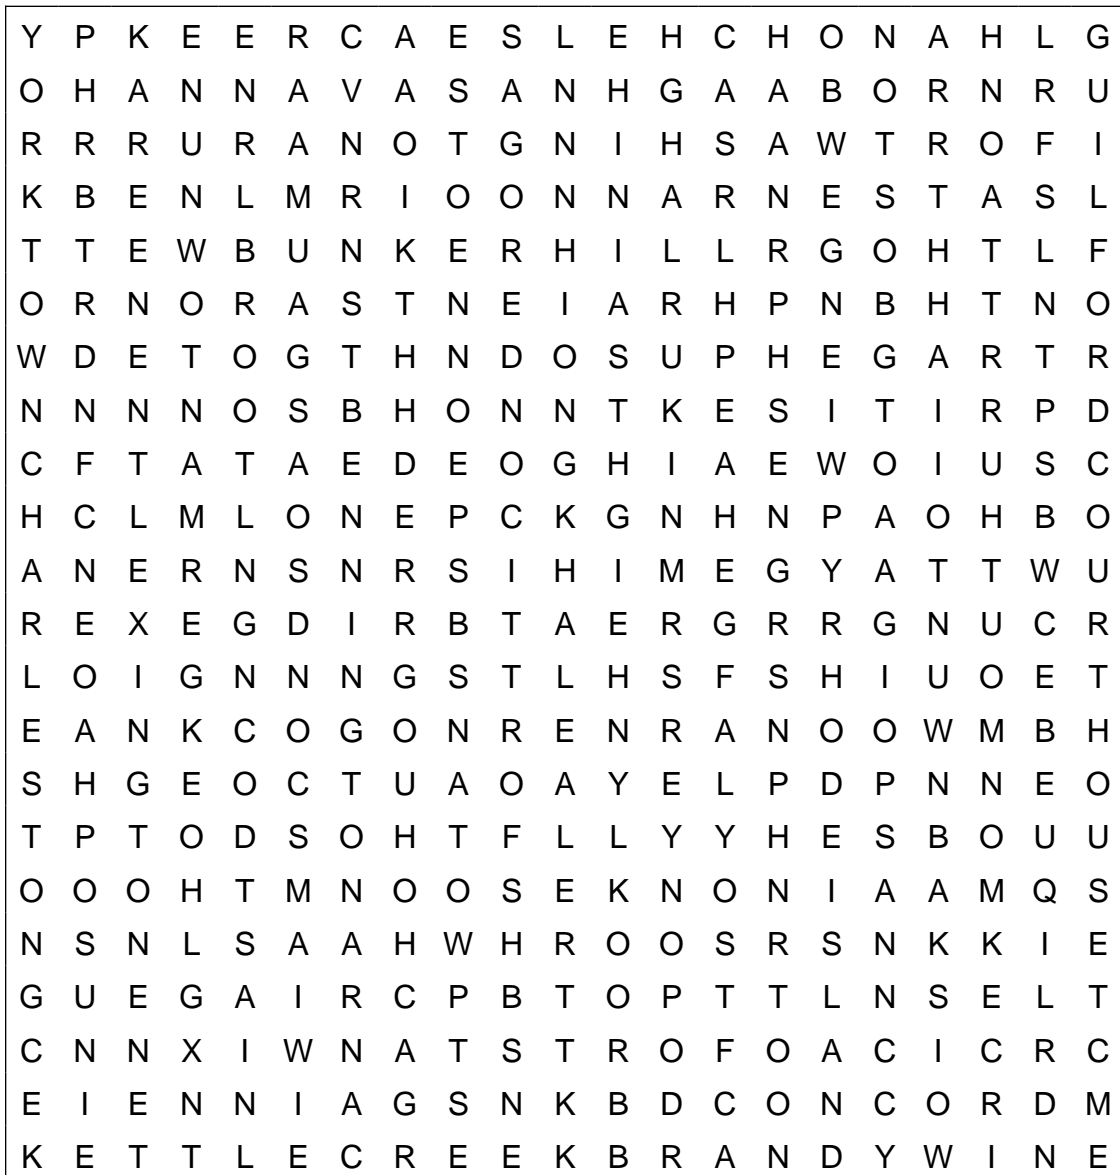 Y P K E E R C A E S L E H C H O N A H L G
O H A N N A V A S A N H G A A B O R N R U
R R R U R A N O T G N I H S A W T R O F I
K B E N L M R I O O N N A R N E S T A S L
T T E W B U N K E R H I L L R G O H T L F
O R N O R A S T N E I A R H P N B H T N O
W D E T O G T H N D O S U P H E G A R T R
N N N N O S B H O N N T K E S I T I R P D
C F T A T A E D E O G H I A E W O I U S C
H C L M L O N E P C K G N H N P A O H B O
A N E R N S N R S I H I M E G Y A T T W U
R E X E G D I R B T A E R G R R G N U C R
L O I G N N N G S T L H S F S H I U O E T
E A N K C O G O N R E N R A N O O W M B H
S H G E O C T U A O A Y E L P D P N N E O
T P T O D S O H T F L L Y Y H E S B O U U
O O O H T M N O O S E K N O N I A A M Q S
N S N L S A A H W H R O O S R S N K K I E
G U E G A I R C P B T O P T T L N S E L T
C N N X I W N A T S T R O F O A C I C R C
E I E N N I A G S N K B D C O N C O R D M
K E T T L E C R E E K B R A N D Y W I N E